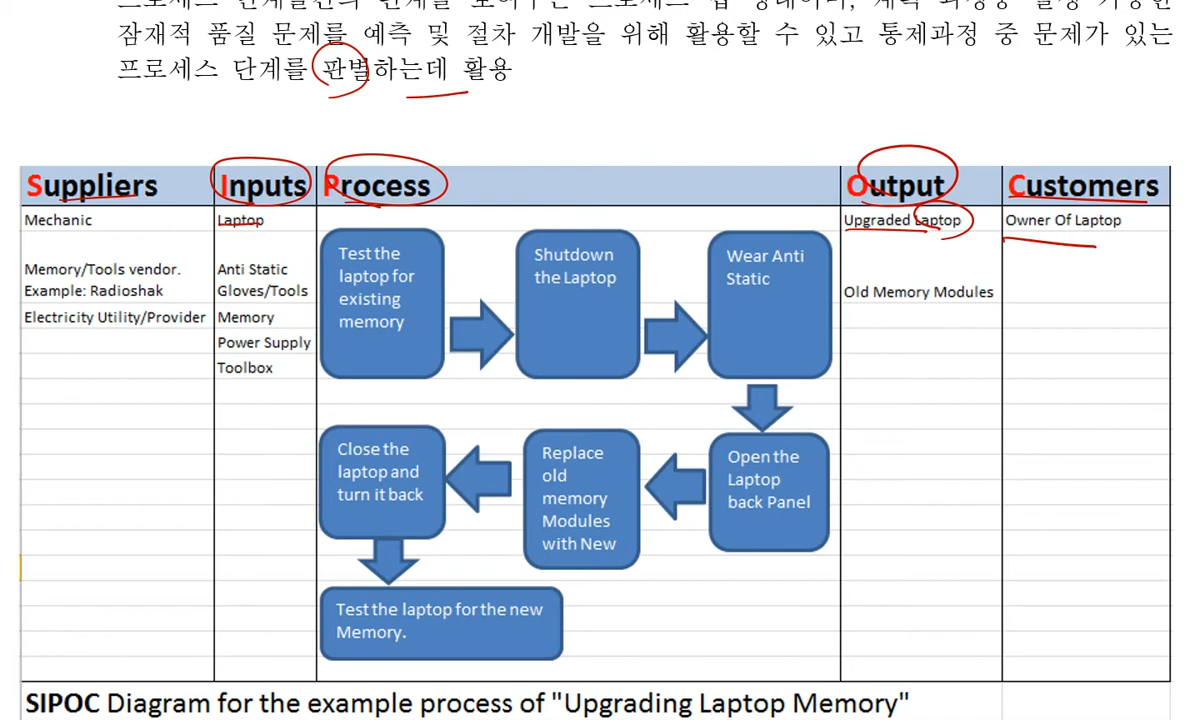 잠재적 품질 문제를 예측 및 절차 개발을 위해 활용할 수 있고 통제과정 중 문제가 있는
프로세스 단계를 판별하는데 활용
Suppliers Inputs Process Output Customers
Mechanic
Memory/Tools vendor.
Example: Radioshak
Electricity Utility/Provider
Laptop
Anti Static
Gloves/Tools
Memory
Power Supply
Toolbox
Test the
laptop for
existing
memory
Shutdown
the Laptop
Wear Anti
Static
Open the
Laptop
back Panel
Replace
old
memory
Modules
with New
Close the
laptop and
turn it back
Test the laptop for the new
Memory.
Upgraded Laptop
Old Memory Modules
Owner Of Laptop
SIPOC Diagram for the example process of "Upgrading Laptop Memory"